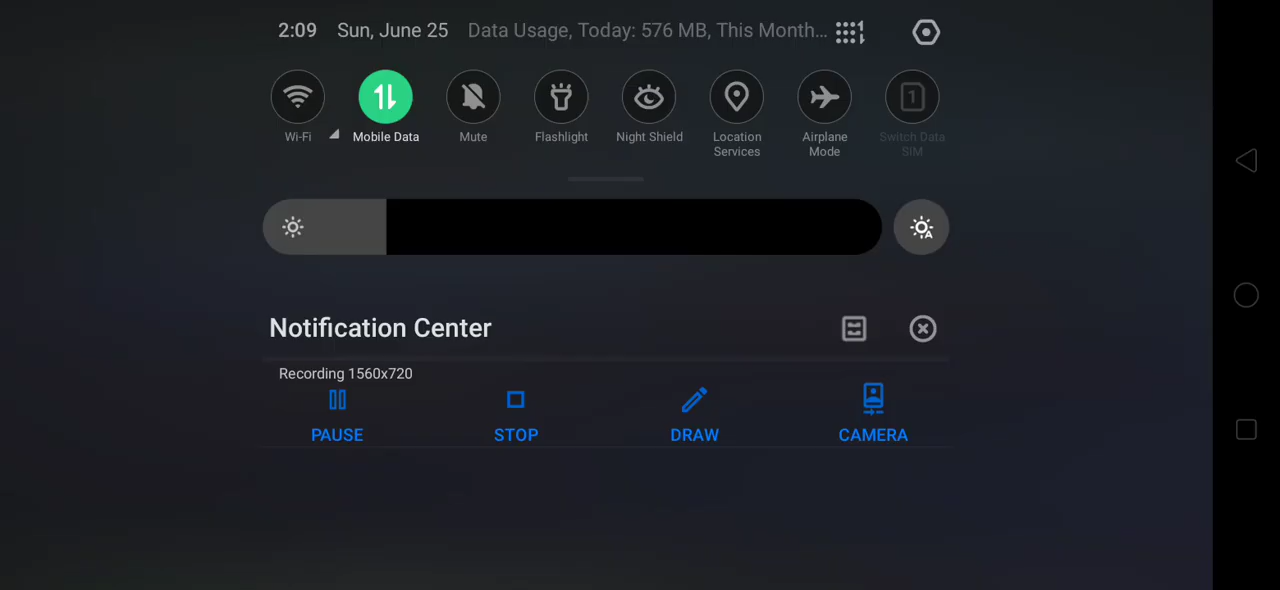 2:09 Sun, June 25 Data Usage, Today: 576 MB, This Month...
Wi-Fi Mobile Data Mute Flashlight Night Shield Location Services Airplane Mode Switch Data SIM
Notification Center
Recording 1560x720
PAUSE STOP DRAW CAMERA